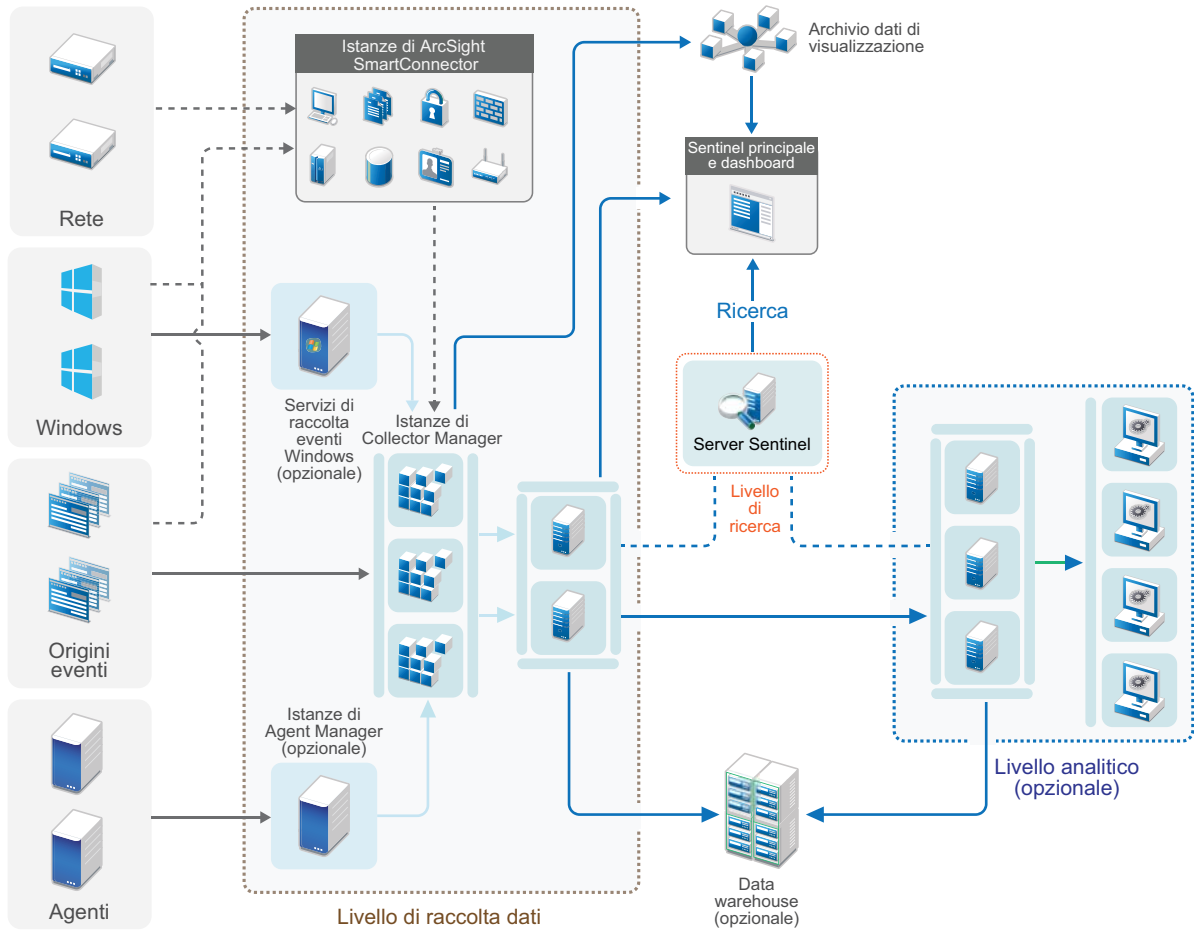 Istanze di ArcSight
SmartConnector
Archivio dati di
visualizzazione
Sentinel principale
e dashboard
Rete
Windows
Origini
eventi
Agenti
Servizi di
raccolta
eventi
Windows
(opzionale)
Istanze di
Collector Manager
Istanze di
Agent Manager
(opzionale)
Ricerca
Server Sentinel
Livello
di
ricerca
Livello analitico
(opzionale)
Data
warehouse
(opzionale)
Livello di raccolta dati